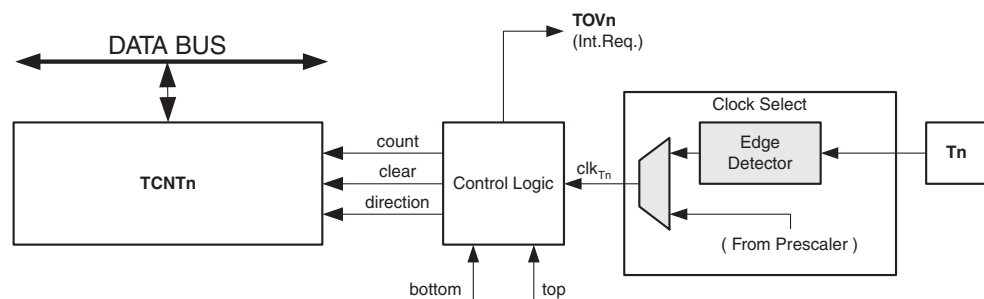 TOVn
(Int.Req.)
DATA BUS
Clock Select
count
Edge
Detector
Tn
TCNTn
clear
Control Logic
clkTn
direction
( From Prescaler )
bottom
top